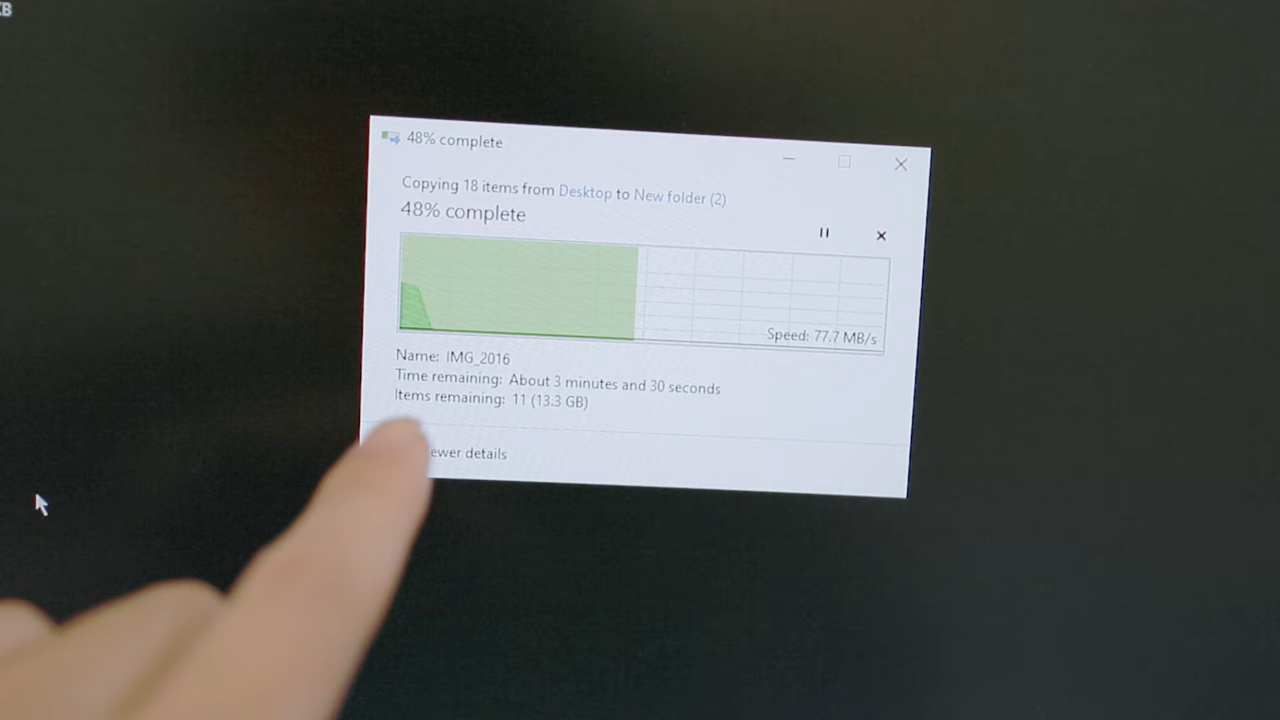 KB
48% complete
Copying 18 items from Desktop to New folder (2)
48% complete
Speed: 77.7 MB/s
Name: IMG_2016
Time remaining: About 3 minutes and 30 seconds
Items remaining: 11 (13.3 GB)
ewer details